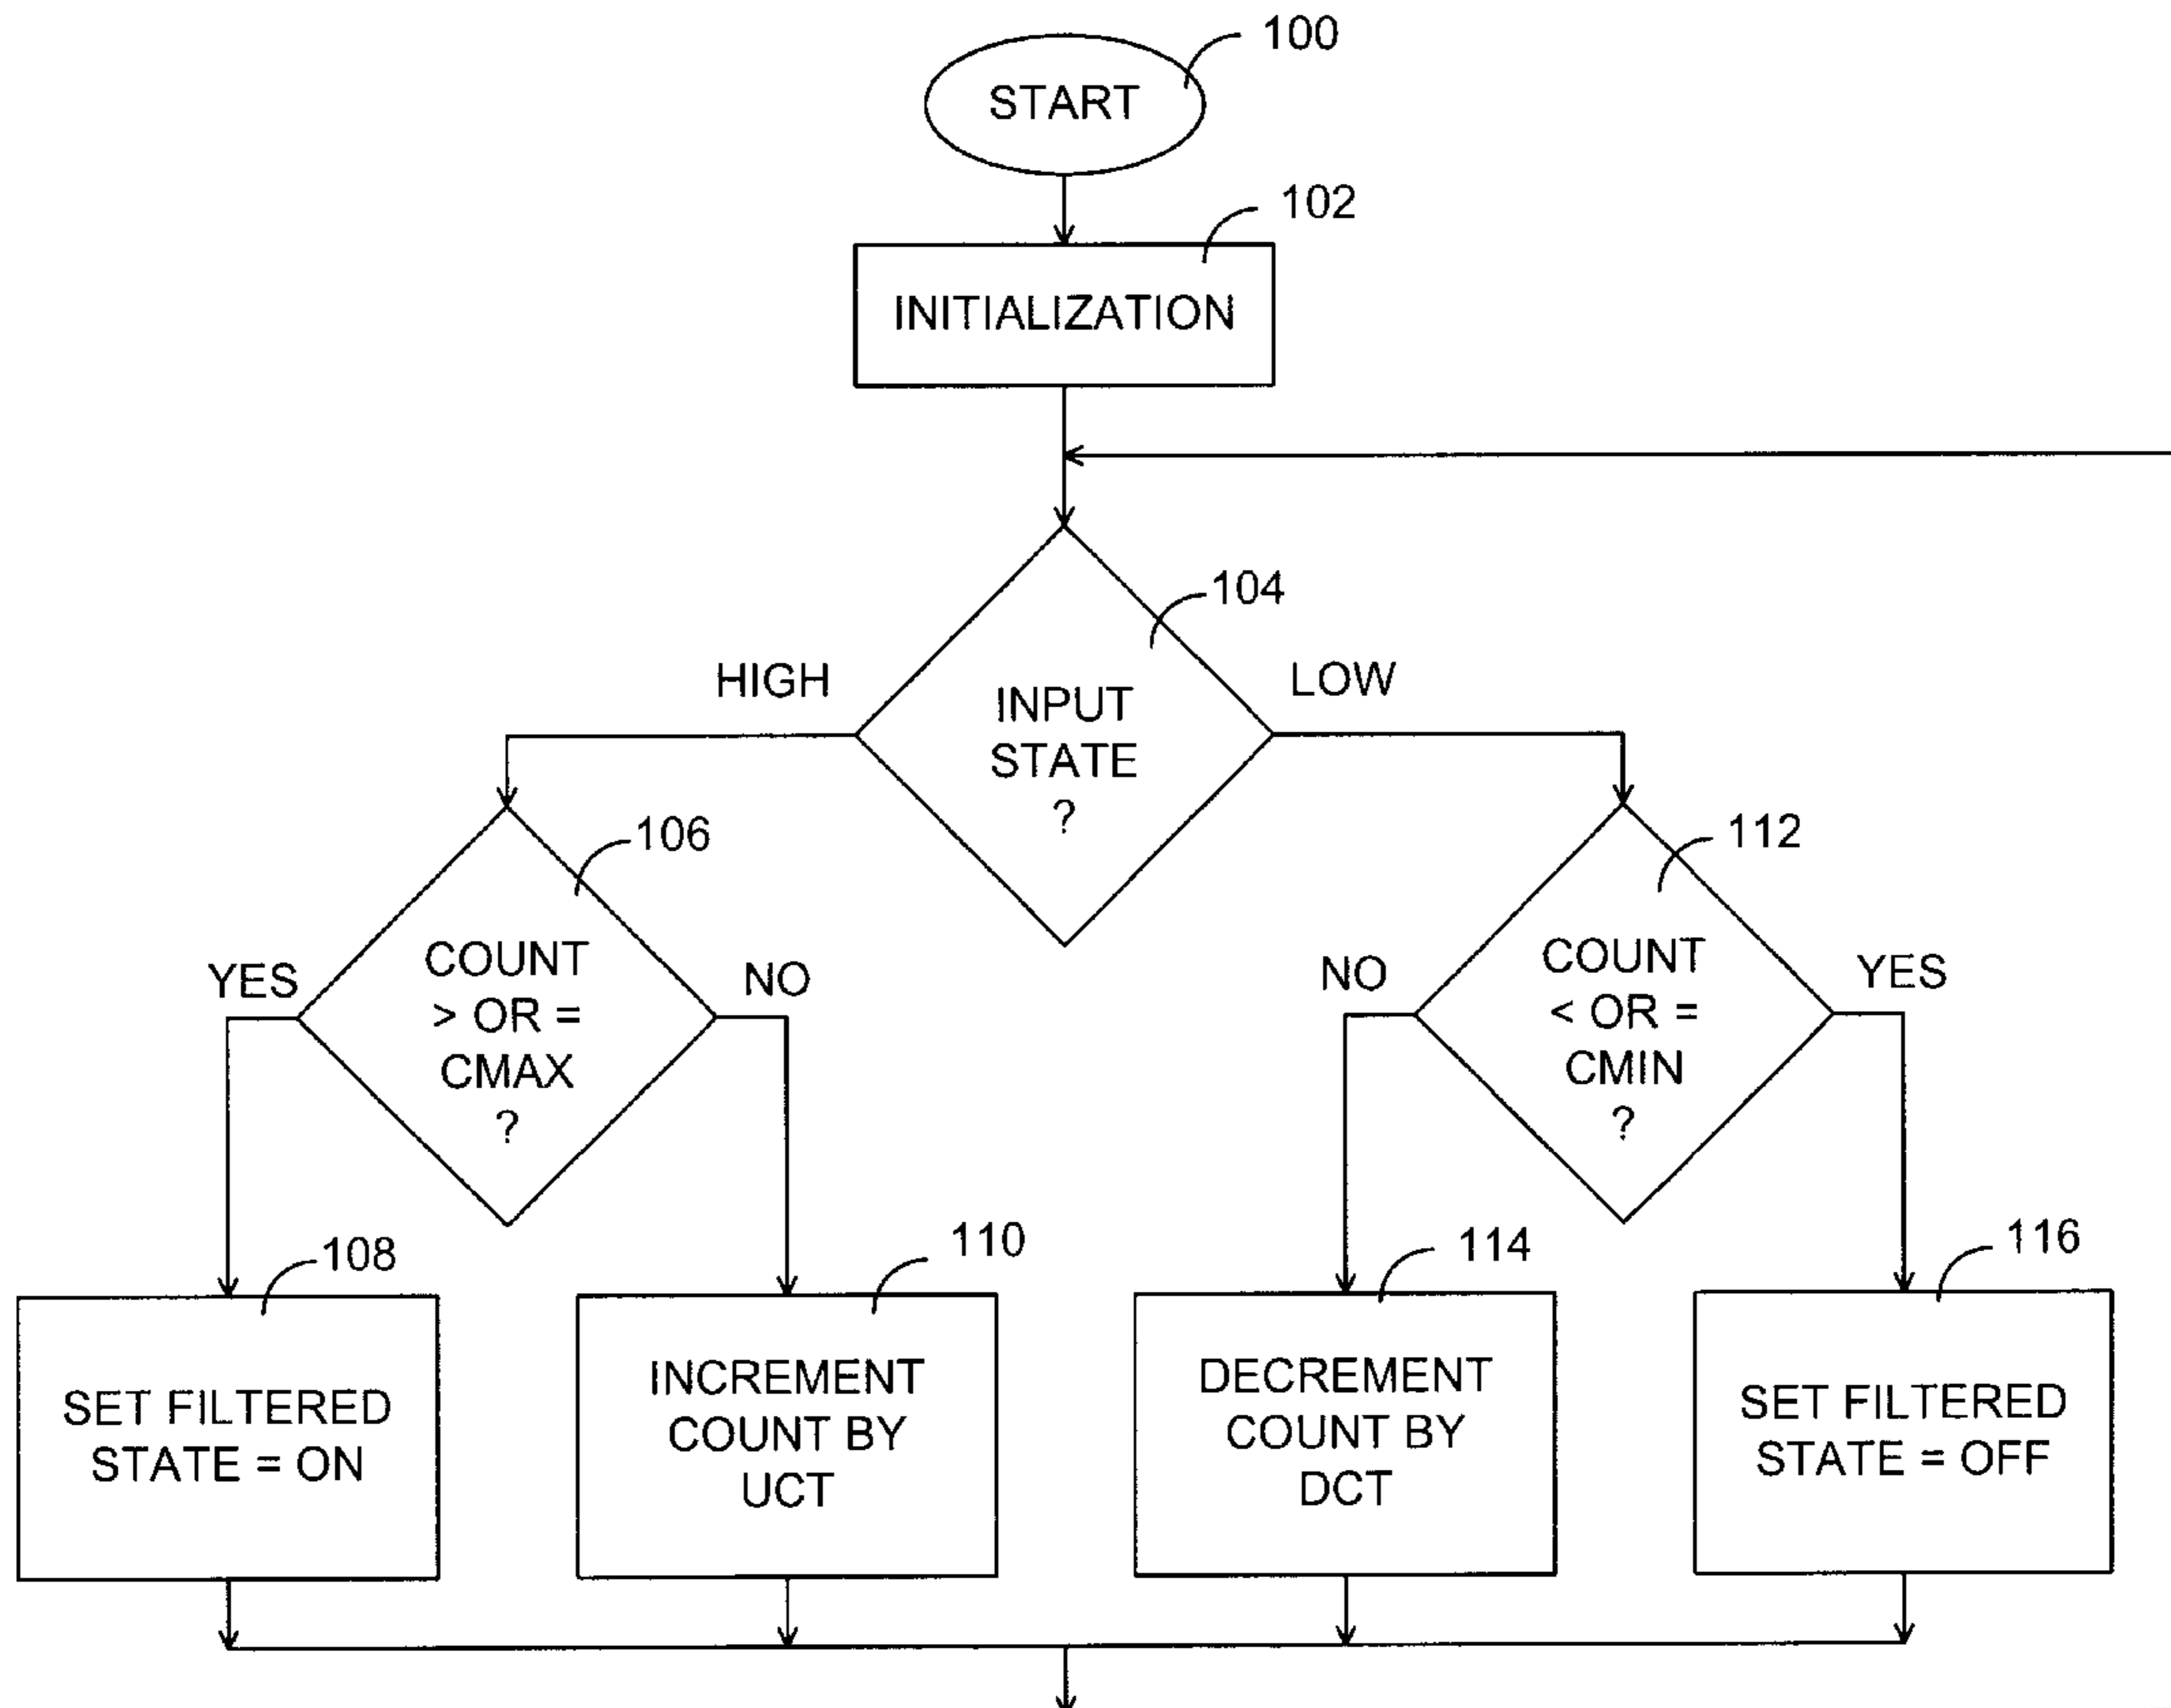 100
START
102
INITIALIZATION
104
HIGH
LOW
INPUT
STATE
?
106
112
YES
COUNT
> OR =
CMAX
?
NO
NO
COUNT
< OR =
CMIN
?
YES
108
110
114
116
SET FILTERED
STATE = ON
INCREMENT
COUNT BY
UCT
DECREMENT
COUNT BY
DCT
SET FILTERED
STATE = OFF